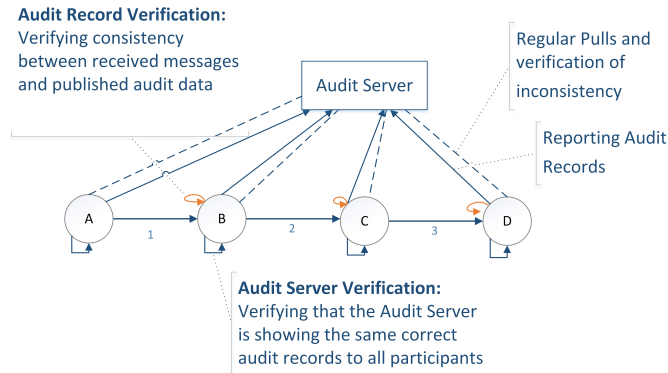 Audit Record Verification:
Verifying consistency
between received messages
and published audit data
Audit Server
Regular Pulls and
verification of
inconsistency
Reporting Audit
Records
A
B
C
D
1
2
3
Audit Server Verification:
Verifying that the Audit Server
is showing the same correct
audit records to all participants